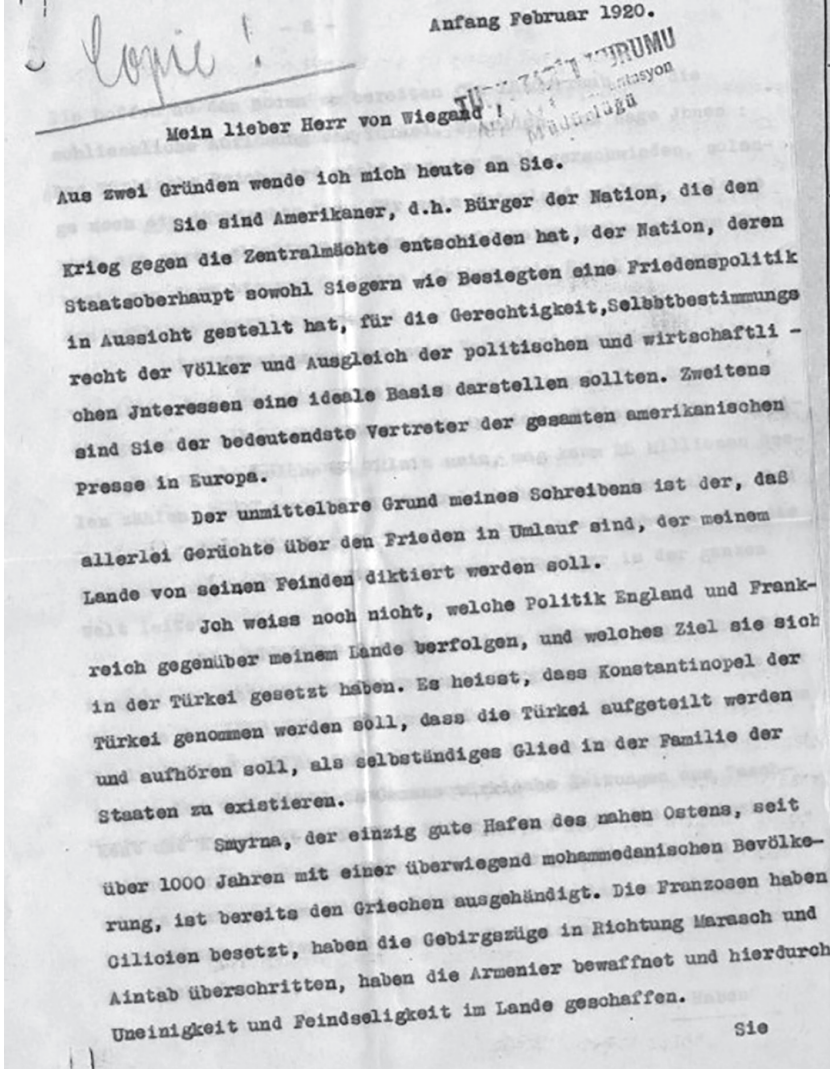 Copie!
Anfang Februar 1920.
KURUMU
Müdürlüğü
Mein lieber Herr von Wiegand !
Aus zwei Gründen wende ich mich heute an Sie.
Sie sind Amerikaner, d.h. Bürger der Nation, die den
Krieg gegen die Zentralmächte entschieden hat, der Nation, deren
Staatsoberhaupt sowohl Siegern wie Besiegten eine Friedenspolitik
in Aussicht gestellt hat, für die Gerechtigkeit,Selbbtbestimmungs
recht der Völker und Ausgleich der politischen und wirtschaftli -
chen Jnteressen eine ideale Basis darstellen sollten. Zweitens
sind Sie der bedeutendste Vertreter der gesamten amerikanischen
Presse in Europa.
Der unmittelbare Grund meines Schreibens ist der, daß
allerlei Gerüchte über den Frieden in Umlauf sind, der meinem
Lande von seinen Feinden diktiert werden soll.
Jch weiss noch nicht, welche Politik England und Frank-
reich gegenüber meinem Lande berfolgen, und welches Ziel sie sich
in der Türkei gesetzt haben. Es heisst, dass Konstantinopel der
Türkei genommen werden soll, dass die Türkei aufgeteilt werden
und aufhören soll, als selbständiges Glied in der Familie der
Staaten zu existieren.
Smyrna, der einzig gute Hafen des nahen Ostens, seit
über 1000 Jahren mit einer überwiegend mohammedanischen Bevölke-
rung, ist bereits den Griechen ausgehändigt. Die Franzosen haben
Cilicien besetzt, haben die Gebirgszüge in Richtung Marasch und
Aintab überschritten, haben die Armenier bewaffnet und hierdurch
Uneinigkeit und Feindseligkeit im Lande geschaffen.
Sie